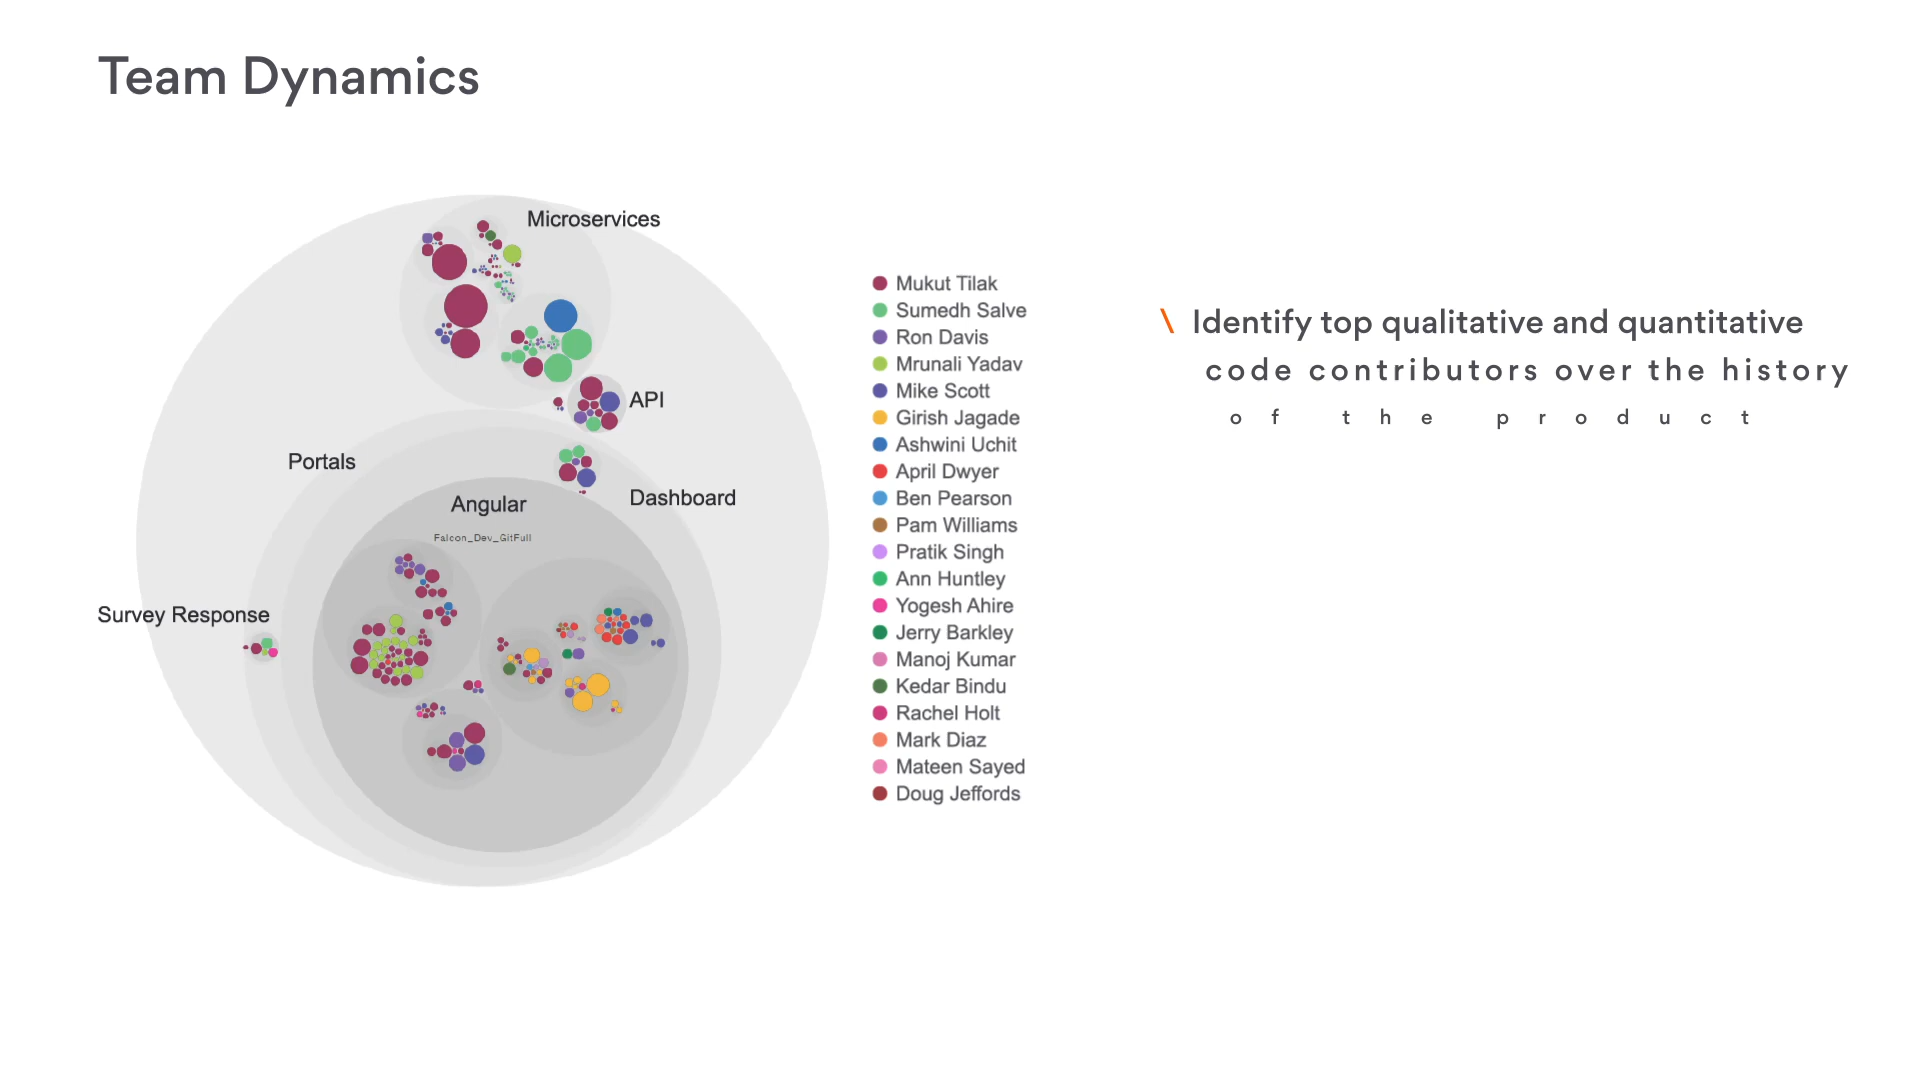 Team Dynamics
Microservices
API
Portals
Dashboard
Angular
Falcon_Dev_GitFull
Survey Response
Mukut Tilak
Sumedh Salve
Ron Davis
Mrunali Yadav
Mike Scott
Girish Jagade
Ashwini Uchit
April Dwyer
Ben Pearson
Pam Williams
Pratik Singh
Ann Huntley
Yogesh Ahire
Jerry Barkley
Manoj Kumar
Kedar Bindu
Rachel Holt
Mark Diaz
Mateen Sayed
Doug Jeffords
\ Identify top qualitative and quantitative
code contributors over the history
of the product